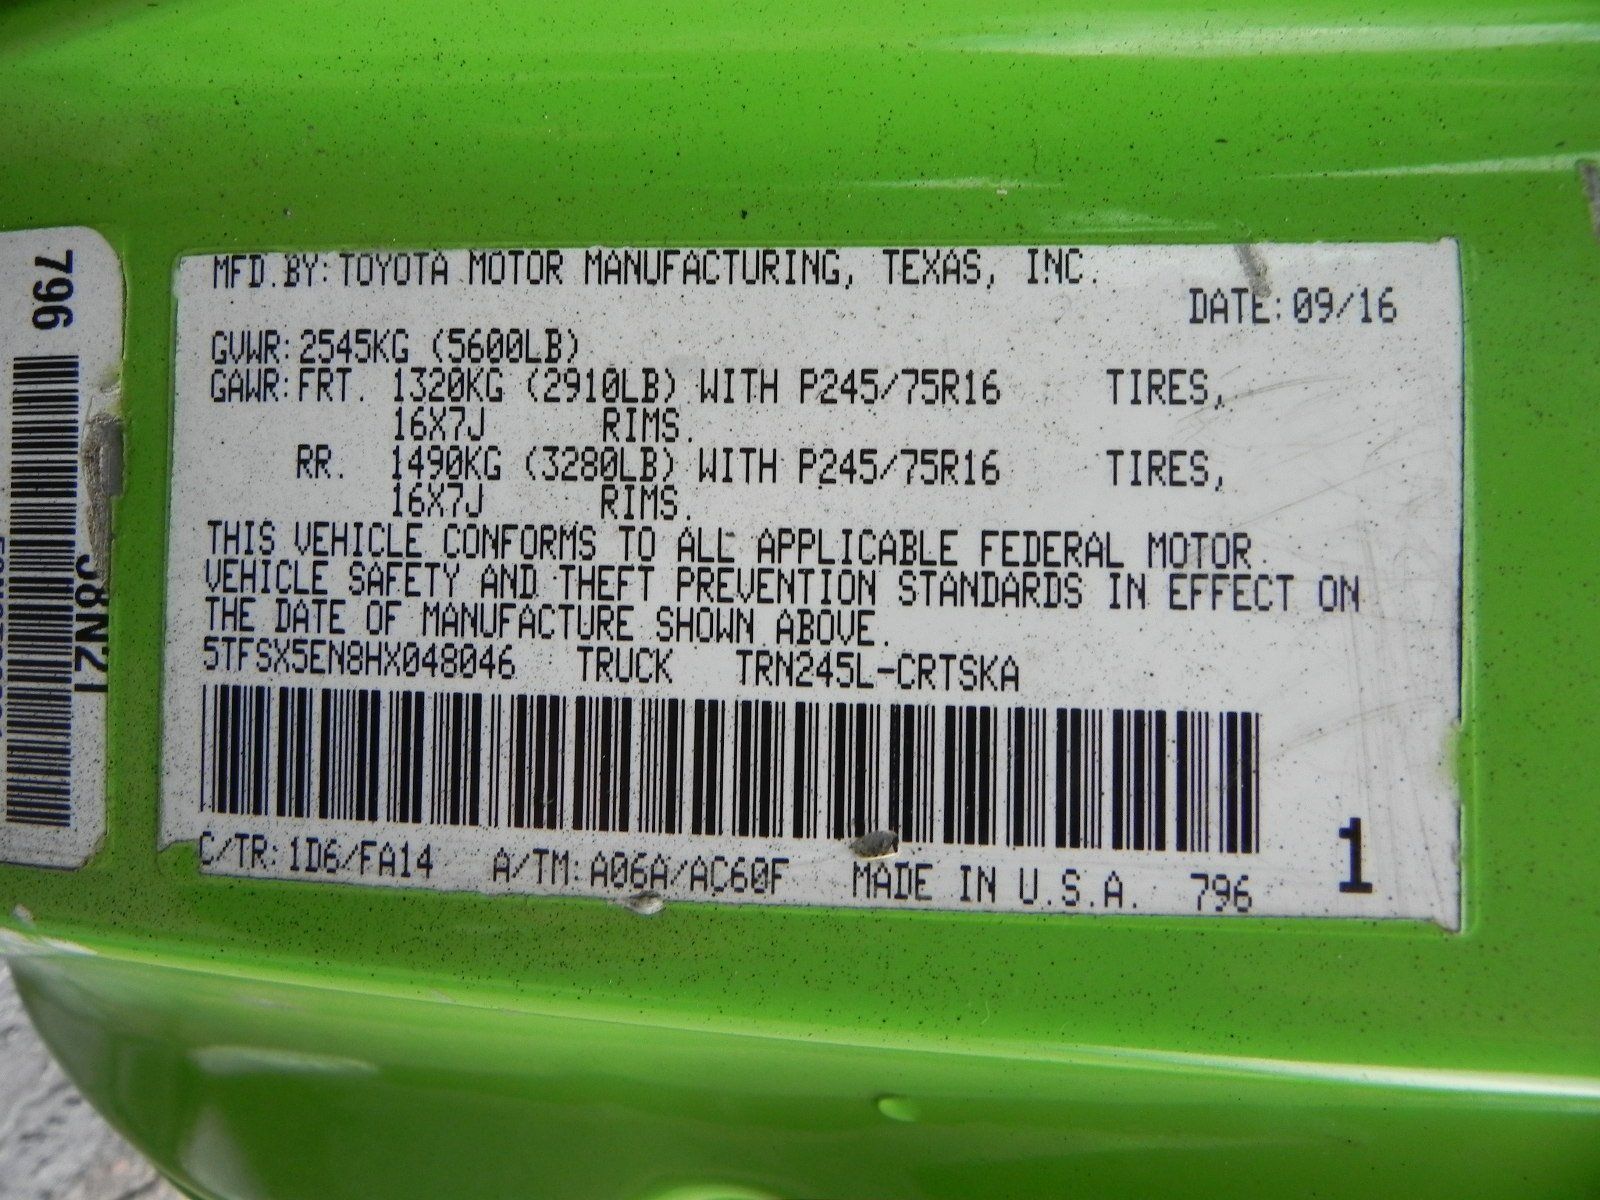 MFD.BY:TOYOTA MOTOR MANUFACTURING, TEXAS, INC.
DATE:09/16
GVWR:2545KG (5600LB)
GAWR:FRT. 1320KG (2910LB) WITH P245/75R16 TIRES,
16X7J RIMS.
RR. 1490KG (3280LB) WITH P245/75R16 TIRES,
16X7J RIMS.
THIS VEHICLE CONFORMS TO ALL APPLICABLE FEDERAL MOTOR
VEHICLE SAFETY AND THEFT PREVENTION STANDARDS IN EFFECT ON
THE DATE OF MANUFACTURE SHOWN ABOVE.
5TFSX5EN8HX048046 TRUCK TRN245L-CRTSKA
C/TR:1D6/FA14 A/TM:A06A/AC60F MADE IN U.S.A. 796
1
796